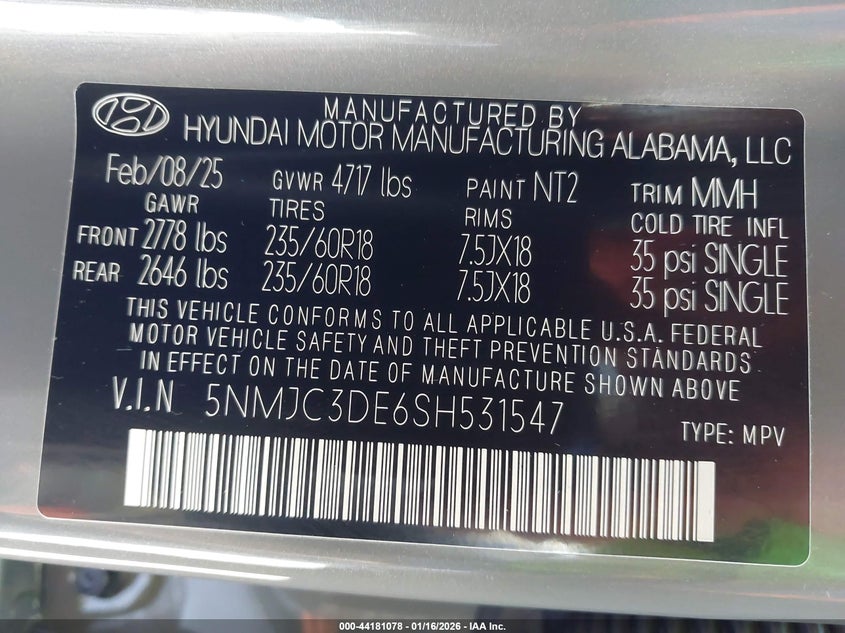 MANUFACTURED BY
HYUNDAI MOTOR MANUFACTURING ALABAMA, LLC
Feb/08/25 GVWR 4717 lbs PAINT NT2 TRIM MMH
GAWR TIRES RIMS COLD TIRE INFL
FRONT 2778 lbs 235/60R18 7.5JX18 35 psi SINGLE
REAR 2646 lbs 235/60R18 7.5JX18 35 psi SINGLE
THIS VEHICLE CONFORMS TO ALL APPLICABLE U.S.A. FEDERAL
MOTOR VEHICLE SAFETY AND THEFT PREVENTION STANDARDS
IN EFFECT ON THE DATE OF MANUFACTURE SHOWN ABOVE
V.I.N 5NMJC3DE6SH531547
TYPE: MPV
000-44181078 - 01/16/2026 - IAA Inc.